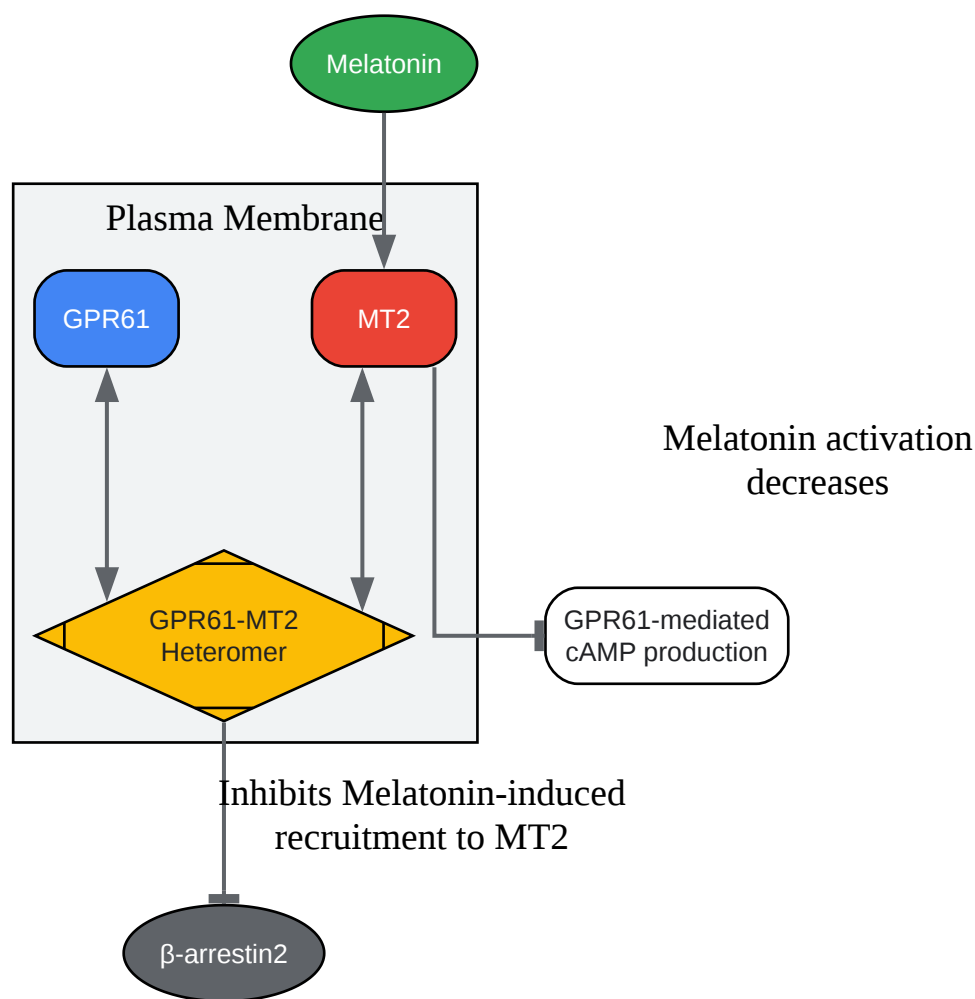 Melatonin
Plasma Membrane
GPR61
MT2
Melatonin activation
decreases
GPR61-MT2
Heteromer
GPR61-mediated
cAMP production
Inhibits Melatonin-induced
recruitment to MT2
β-arrestin2